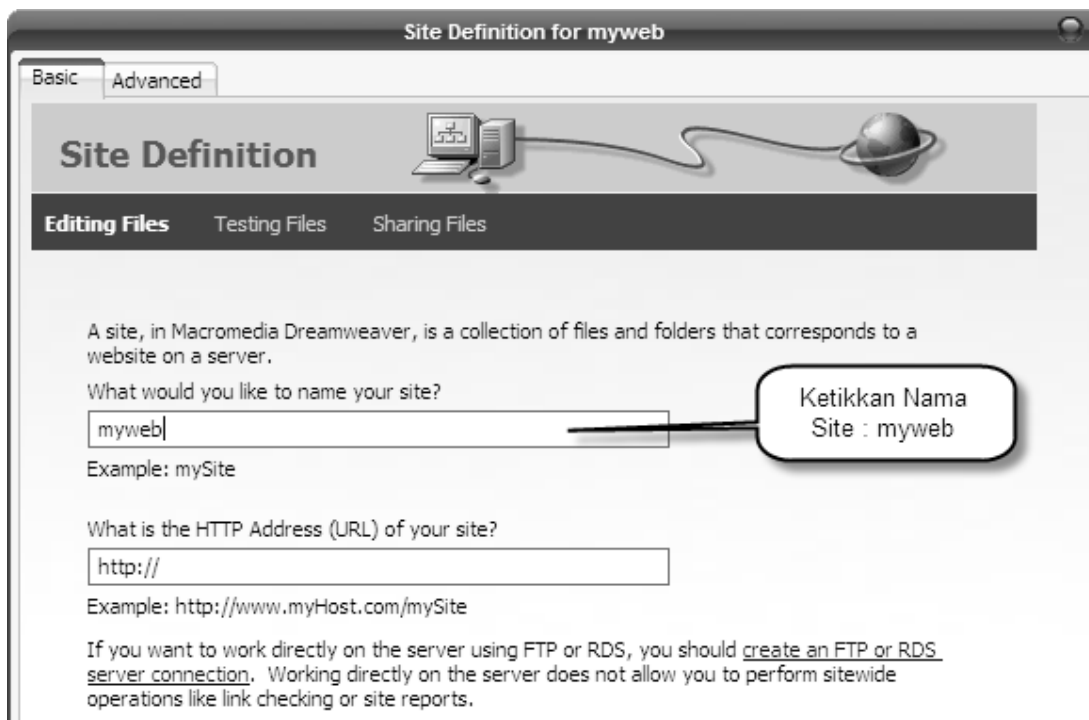 Site Definition for myweb
Basic
Advanced
Site Definition
Editing Files Testing Files Sharing Files
A site, in Macromedia Dreamweaver, is a collection of files and folders that corresponds to a
website on a server.
What would you like to name your site?
myweb
Ketikkan Nama
Site : myweb
Example: mySite
What is the HTTP Address (URL) of your site?
http://
Example: http://www.myHost.com/mySite
If you want to work directly on the server using FTP or RDS, you should create an FTP or RDS
server connection. Working directly on the server does not allow you to perform sitewide
operations like link checking or site reports.